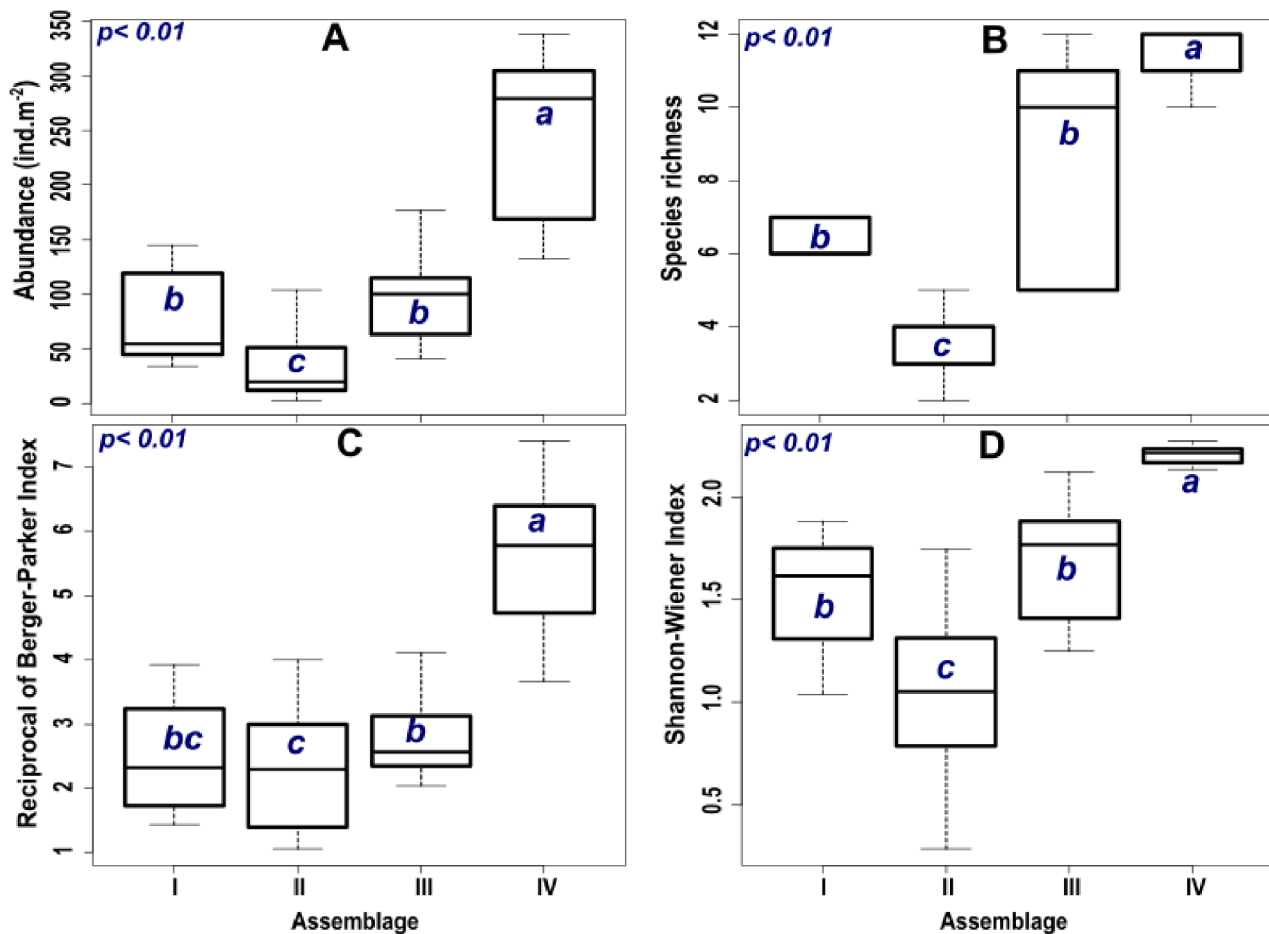 p< 0.01
A
Abundance (ind.m-2)
350
300
250
200
150
100
50
0
b
c
b
a
p< 0.01
B
Species richness
12
10
8
6
4
2
b
c
b
a
p< 0.01
C
Reciprocal of Berger-Parker Index
7
6
5
4
3
2
1
bc
c
b
a
I II III IV
Assemblage
p< 0.01
D
Shannon-Wiener Index
2.0
1.5
1.0
0.5
b
c
b
a
I II III IV
Assemblage